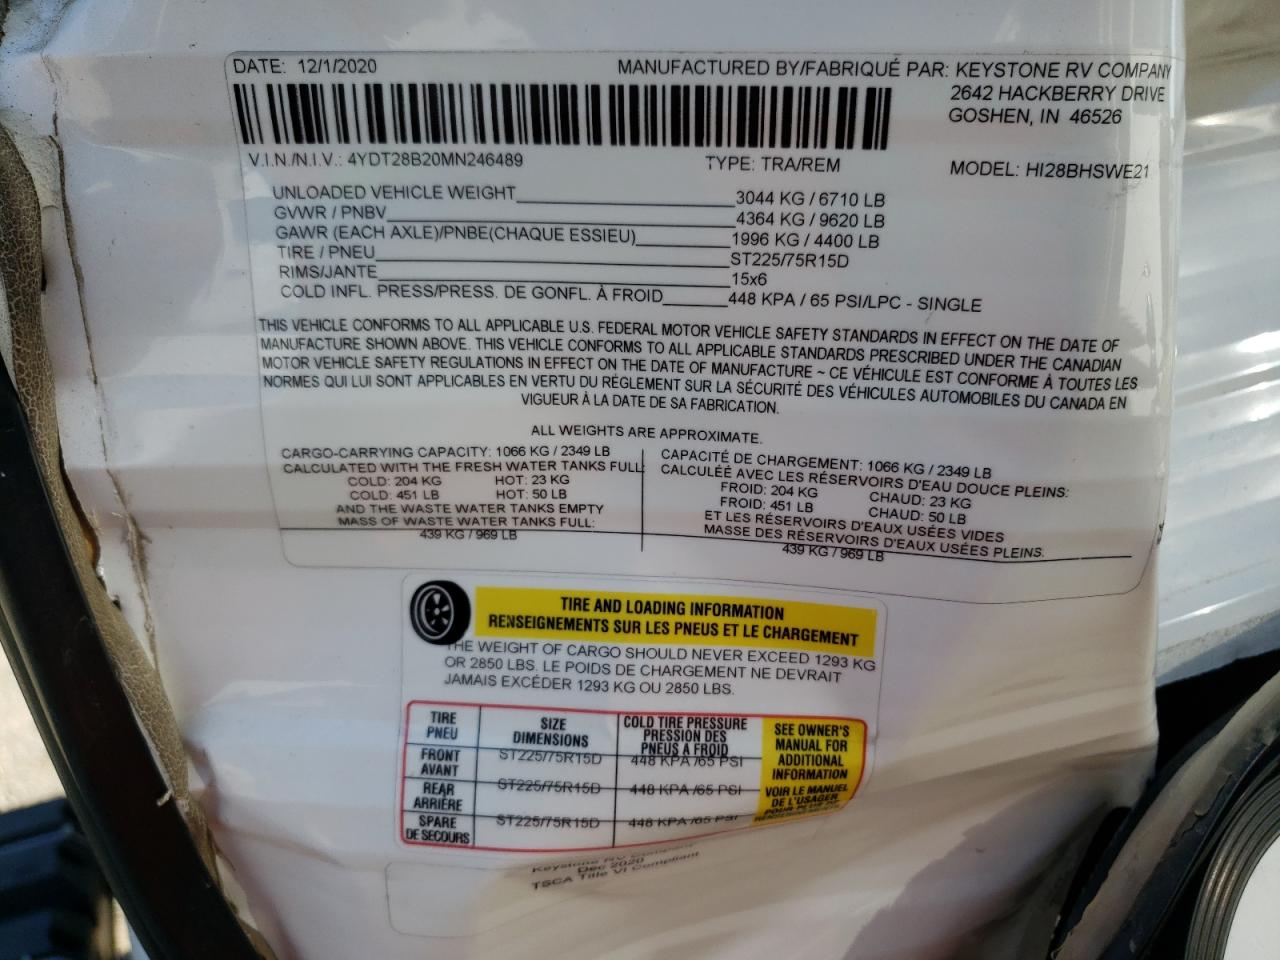 DATE: 12/1/2020
MANUFACTURED BY/FABRIQUÉ PAR: KEYSTONE RV COMPANY
2642 HACKBERRY DRIVE
GOSHEN, IN 46526
V.I.N/N.I.V.: 4YDT28B20MN246489 TYPE: TRA/REM MODEL: HI28BHSWE21
UNLOADED VEHICLE WEIGHT 3044 KG / 6710 LB
GVWR / PNBV 4364 KG / 9620 LB
GAWR (EACH AXLE)/PNBE(CHAQUE ESSIEU) 1996 KG / 4400 LB
TIRE / PNEU ST225/75R15D
RIMS/JANTE 15x6
COLD INFL. PRESS/PRESS. DE GONFL. À FROID 448 KPA / 65 PSI/LPC - SINGLE
THIS VEHICLE CONFORMS TO ALL APPLICABLE U.S. FEDERAL MOTOR VEHICLE SAFETY STANDARDS IN EFFECT ON THE DATE OF
MANUFACTURE SHOWN ABOVE. THIS VEHICLE CONFORMS TO ALL APPLICABLE STANDARDS PRESCRIBED UNDER THE CANADIAN
MOTOR VEHICLE SAFETY REGULATIONS IN EFFECT ON THE DATE OF MANUFACTURE ~ CE VÉHICULE EST CONFORME À TOUTES LES
NORMES QUI LUI SONT APPLICABLES EN VERTU DU RÉGLEMENT SUR LA SÉCURITÉ DES VÉHICULES AUTOMOBILES DU CANADA EN
VIGUEUR À LA DATE DE SA FABRICATION.
ALL WEIGHTS ARE APPROXIMATE.
CARGO-CARRYING CAPACITY: 1066 KG / 2349 LB
CALCULATED WITH THE FRESH WATER TANKS FULL
COLD: 204 KG HOT: 23 KG
COLD: 451 LB HOT: 50 LB
AND THE WASTE WATER TANKS EMPTY
MASS OF WASTE WATER TANKS FULL:
439 KG / 969 LB
CAPACITÉ DE CHARGEMENT: 1066 KG / 2349 LB
CALCULÉE AVEC LES RÉSERVOIRS D'EAU DOUCE PLEINS:
FROID: 204 KG CHAUD: 23 KG
FROID: 451 LB CHAUD: 50 LB
ET LES RÉSERVOIRS D'EAUX USÉES VIDES
MASSE DES RÉSERVOIRS D'EAUX USÉES PLEINS.
439 KG / 969 LB
TIRE AND LOADING INFORMATION
RENSEIGNEMENTS SUR LES PNEUS ET LE CHARGEMENT
THE WEIGHT OF CARGO SHOULD NEVER EXCEED 1293 KG
OR 2850 LBS. LE POIDS DE CHARGEMENT NE DEVRAIT
JAMAIS EXCÉDER 1293 KG OU 2850 LBS.
TIRE
PNEU
SIZE
DIMENSIONS
COLD TIRE PRESSURE
PRESSION DES
PNEUS A FROID
FRONT
AVANT
ST225/75R15D
448 KPA /65 PSI
REAR
ARRIÈRE
ST225/75R15D
448 KPA /65 PSI
SPARE
DE SECOURS
ST225/75R15D
448 KPA /65 PSI
SEE OWNER'S
MANUAL FOR
ADDITIONAL
INFORMATION
VOIR LE MANUEL
DE L'USAGER
POUR PLUS DE
RENSEIGNEMENTS
Keystone RV Company
Dec 2020
TSCA Title VI Compliant